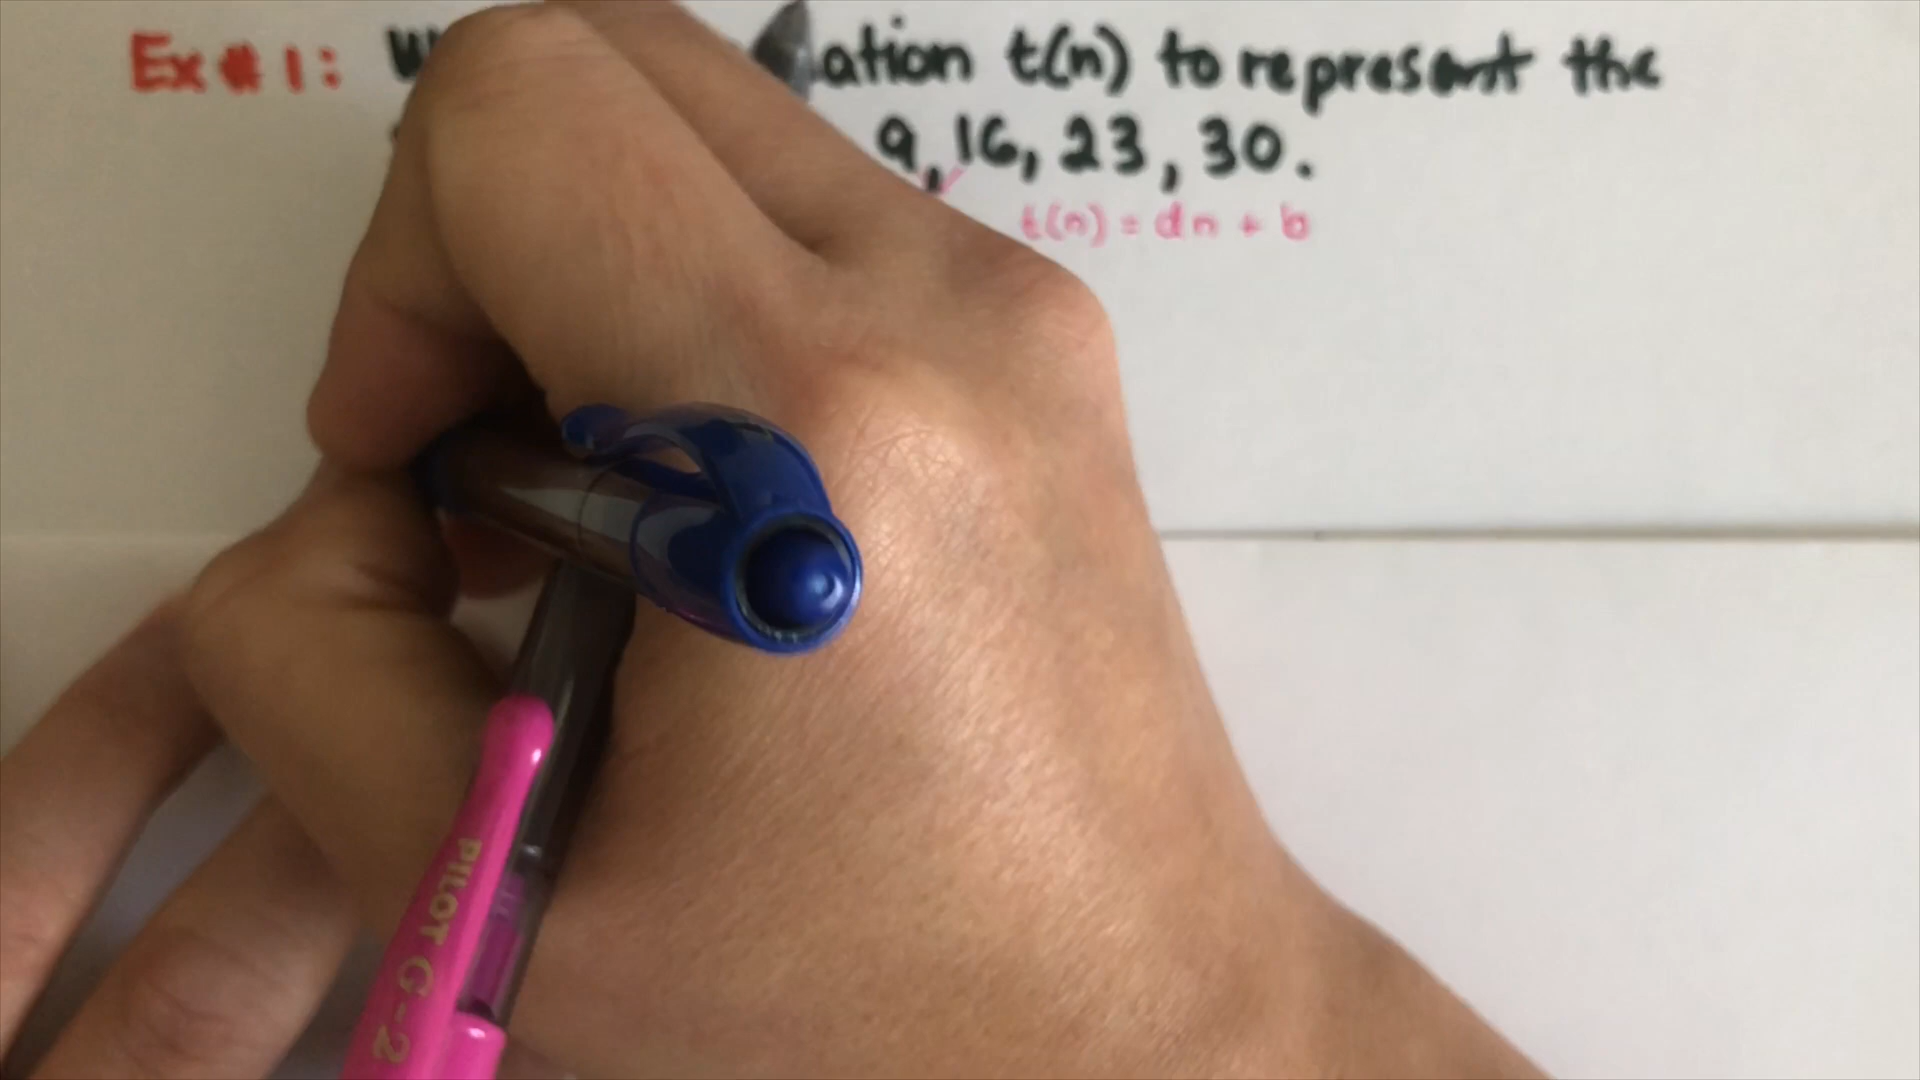 Ex#1: ation t(n) to represent the
9, 16, 23, 30.
t(n) = dn + b
PILOT G-2